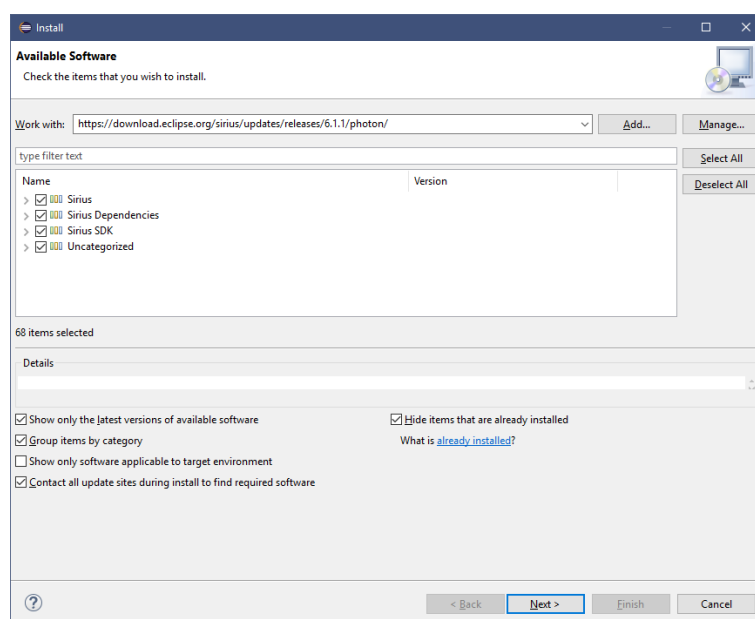 Install
Available Software
Check the items that you wish to install.
Work with: https://download.eclipse.org/sirius/updates/releases/6.1.1/photon/ Add... Manage...
type filter text Select All
Name Version Deselect All
Sirius
Sirius Dependencies
Sirius SDK
Uncategorized
68 items selected
Details
Show only the latest versions of available software Hide items that are already installed
Group items by category What is already installed?
Show only software applicable to target environment
Contact all update sites during install to find required software
? < Back Next > Finish Cancel